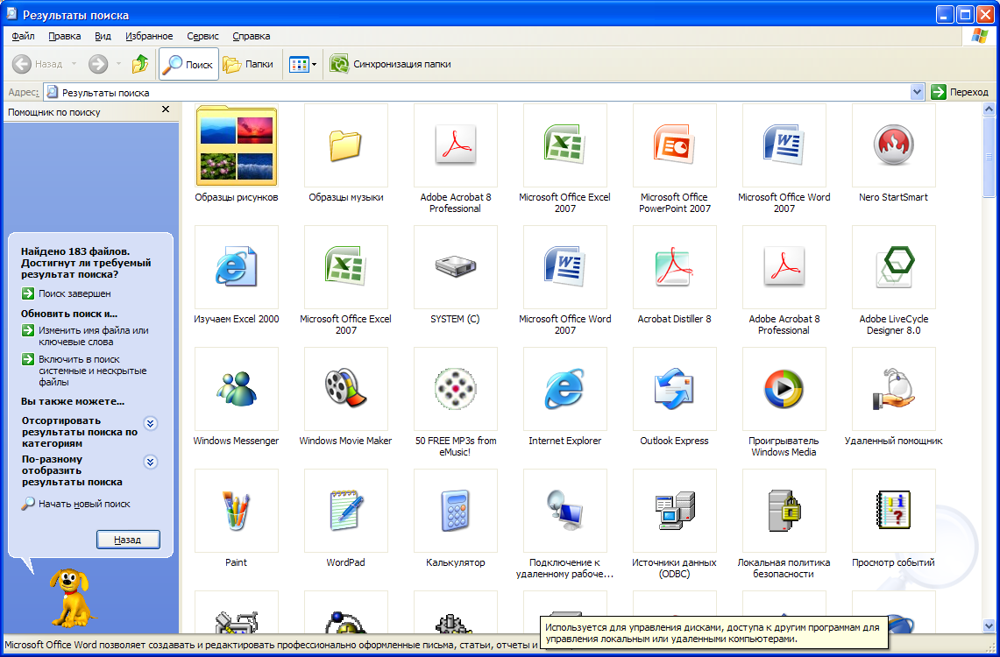 Результаты поиска
Файл Правка Вид Избранное Сервис Справка
Назад Поиск Папки Синхронизация папки
Адрес: Результаты поиска Переход
Помощник по поиску
Найдено 183 файлов.
Достигнут ли требуемый
результат поиска?
Поиск завершен
Обновить поиск и...
Изменить имя файла или
ключевые слова
Включить в поиск
системные и нескрытые
файлы
Вы также можете...
Отсортировать
результаты поиска по
категориям
По-разному
отобразить
результаты поиска
Начать новый поиск
Назад
Образцы рисунков
Образцы музыки
Adobe Acrobat 8
Professional
Microsoft Office Excel
2007
Microsoft Office
PowerPoint 2007
Microsoft Office Word
2007
Nero StartSmart
Изучаем Excel 2000
Microsoft Office Excel
2007
SYSTEM (C)
Microsoft Office Word
2007
Acrobat Distiller 8
Adobe Acrobat 8
Professional
Adobe LiveCycle
Designer 8.0
Windows Messenger
Windows Movie Maker
50 FREE MP3s from
eMusic!
Internet Explorer
Outlook Express
Проигрыватель
Windows Media
Удаленный помощник
Paint
WordPad
Калькулятор
Подключение к
удаленному рабоче...
Источники данных
(ODBC)
Локальная политика
безопасности
Просмотр событий
Используется для управления дисками, доступа к другим программам для
управления локальным или удаленными компьютерами.
Microsoft Office Word позволяет создавать и редактировать профессионально оформленные письма, статьи, отчеты и